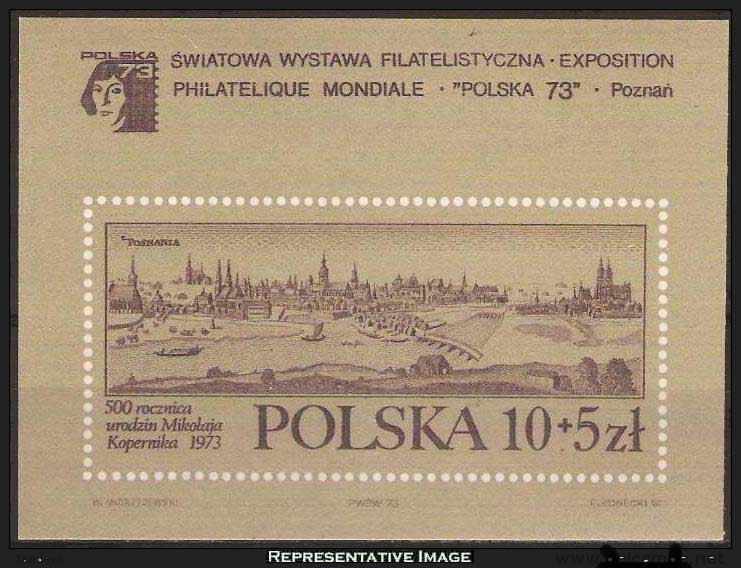 POLSKA
73
ŚWIATOWA WYSTAWA FILATELISTYCZNA · EXPOSITION
PHILATELIQUE MONDIALE · "POLSKA 73" · Poznań
POSNANIA
500 rocznica
urodzin Mikołaja
Kopernika 1973
POLSKA 10+5zł
W. ANDRZEJEWSKI PWPW 73
REPRESENTATIVE IMAGE